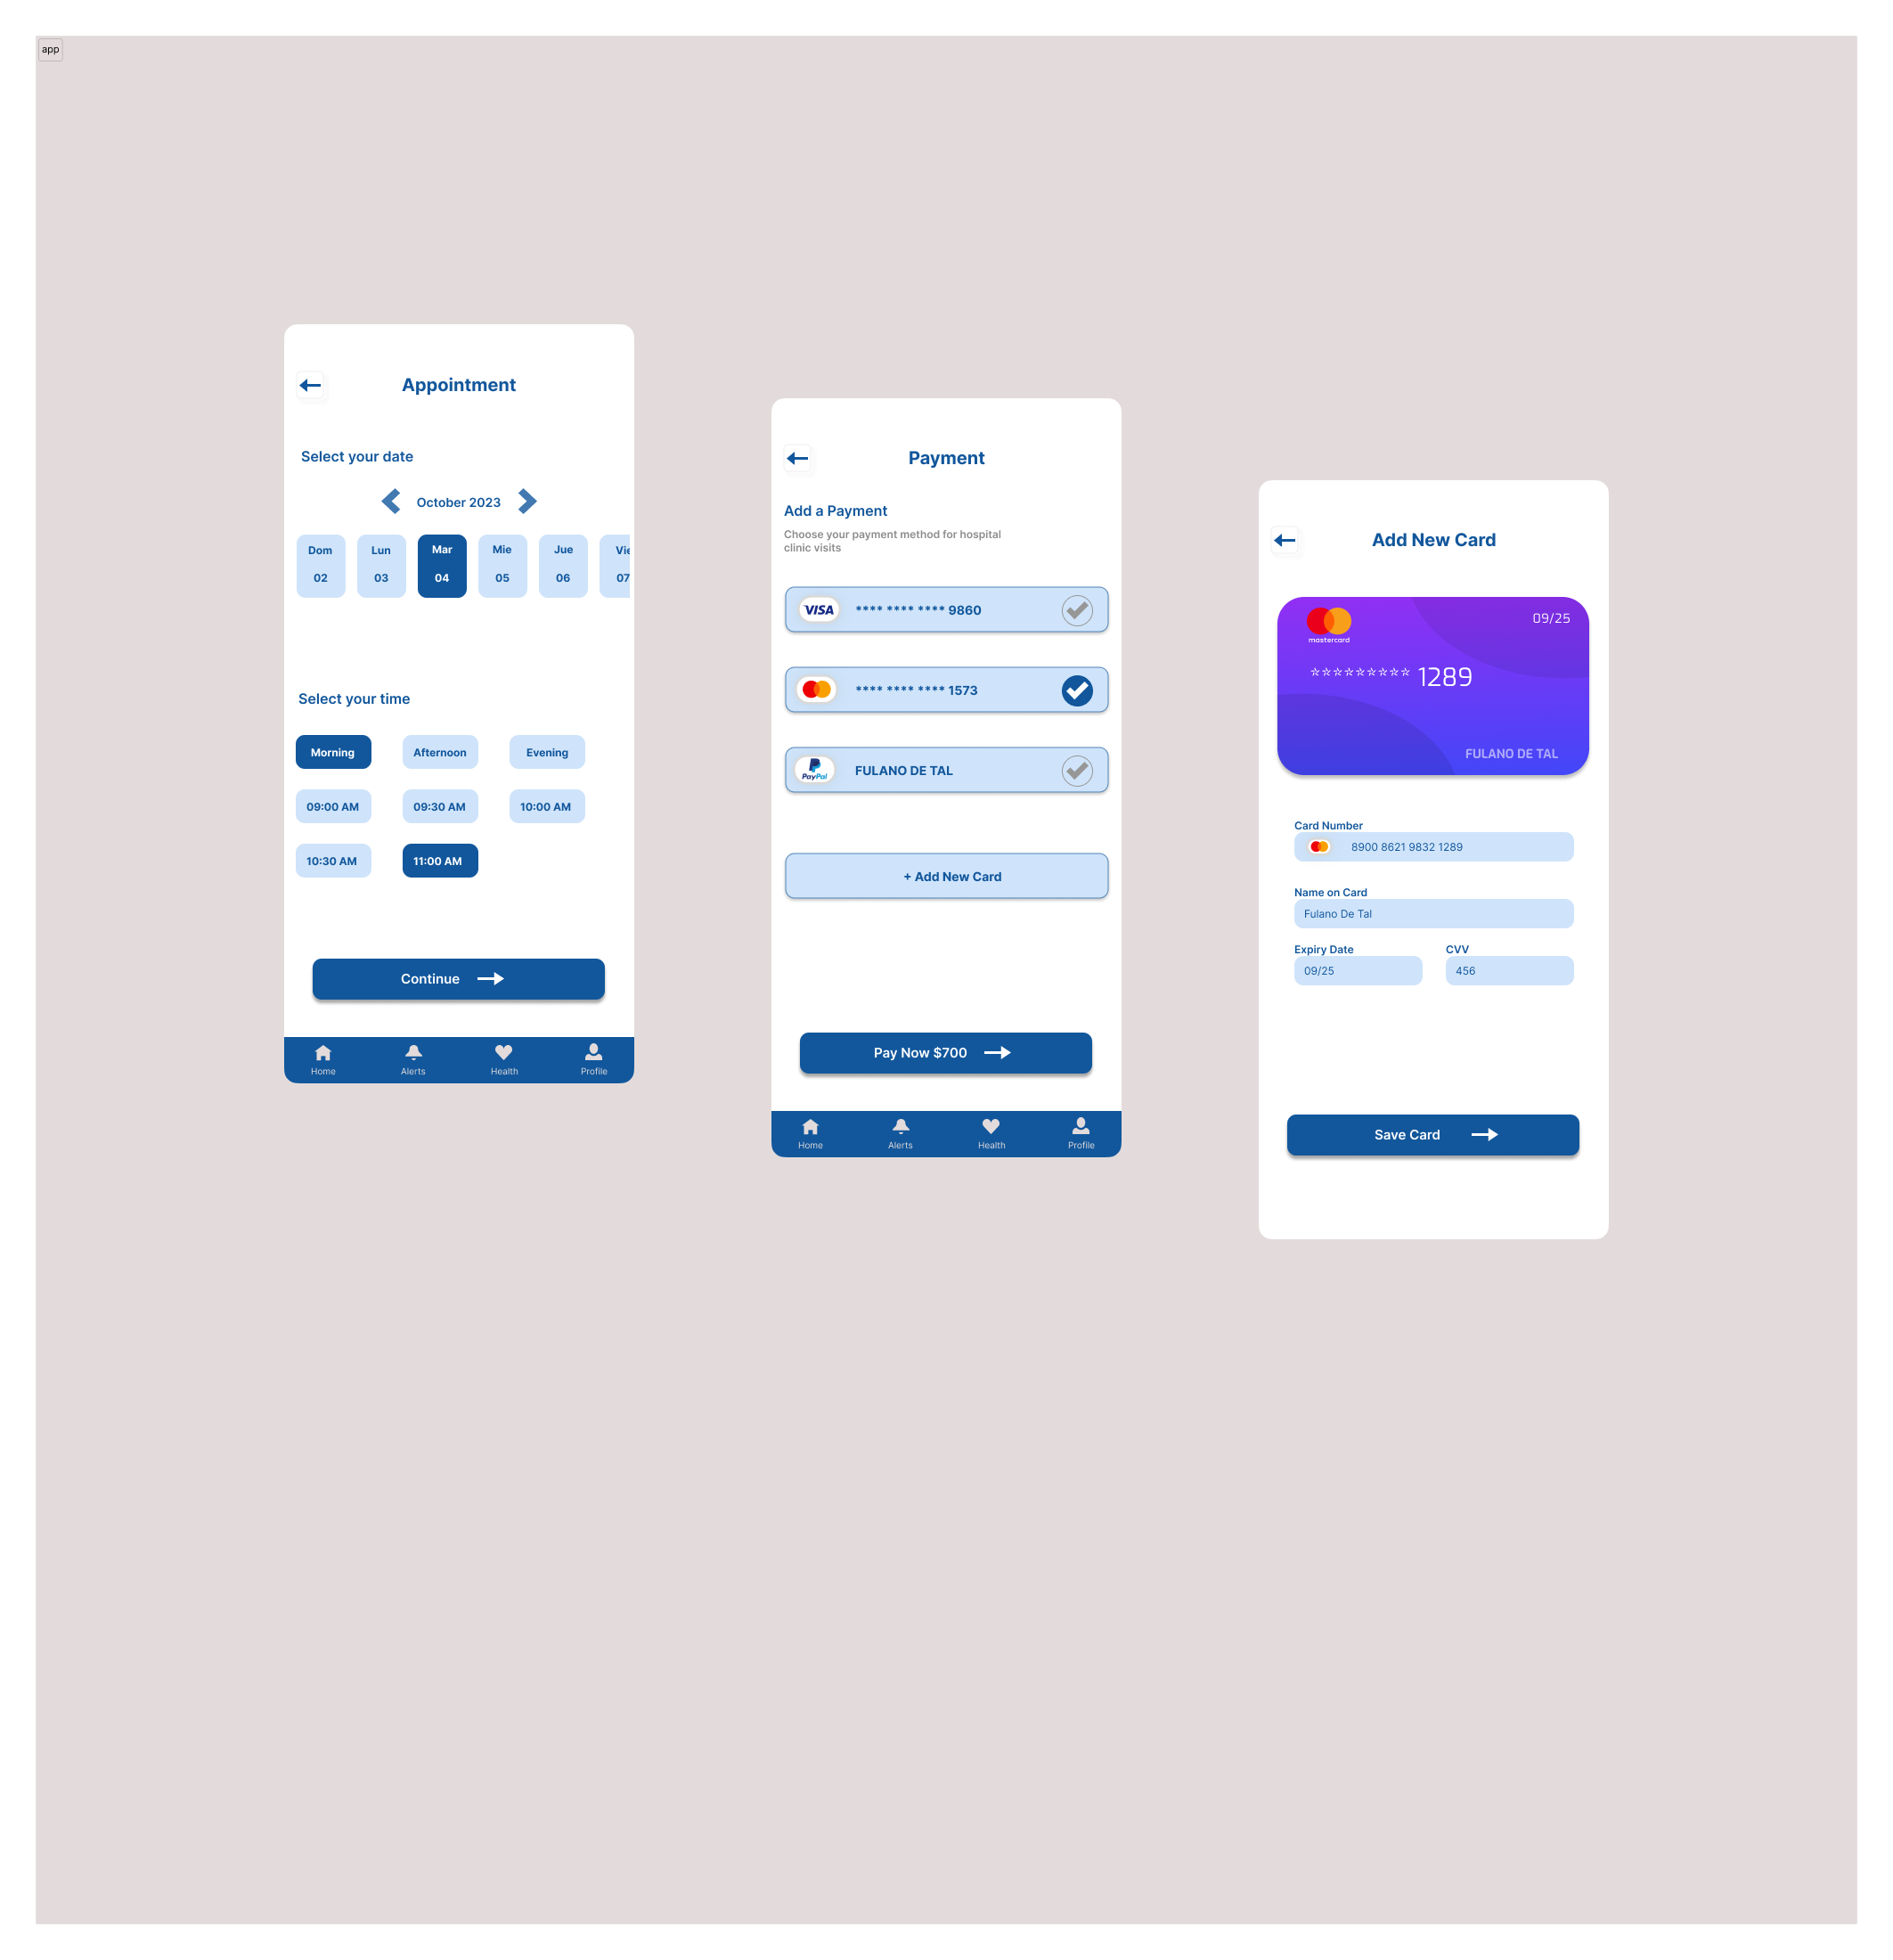 app
Appointment
Select your date
October 2023
Dom Lun Mar Mie Jue Vie
02 03 04 05 06 07
Select your time
Morning Afternoon Evening
09:00 AM 09:30 AM 10:00 AM
10:30 AM 11:00 AM
Continue
Home Alerts Health Profile
Payment
Add a Payment
Choose your payment method for hospital
clinic visits
VISA **** **** **** 9860
**** **** **** 1573
PayPal FULANO DE TAL
+ Add New Card
Pay Now $700
Home Alerts Health Profile
Add New Card
mastercard 09/25
********* 1289
FULANO DE TAL
Card Number
8900 8621 9832 1289
Name on Card
Fulano De Tal
Expiry Date CVV
09/25 456
Save Card